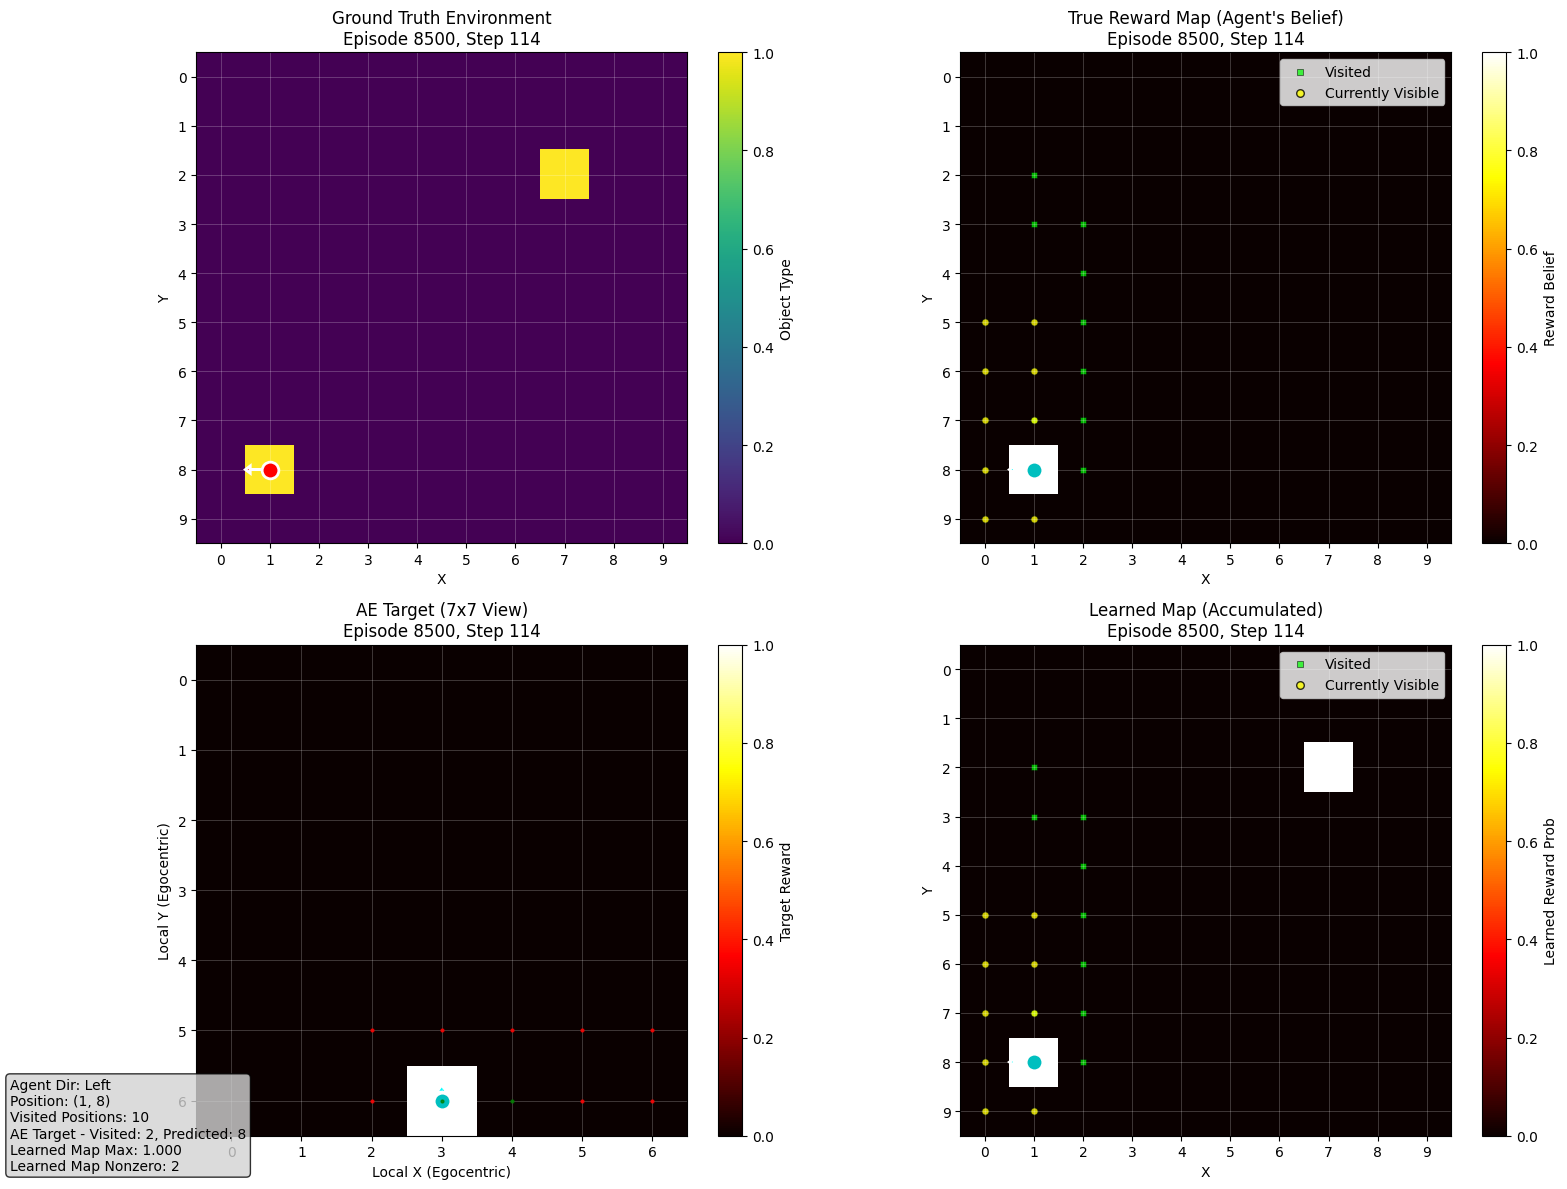 Ground Truth Environment
Episode 8500, Step 114
0
1
2
3
4
5
6
7
8
9
Y
0 1 2 3 4 5 6 7 8 9
X
1.0
0.8
0.6
0.4
0.2
0.0
Object Type
True Reward Map (Agent's Belief)
Episode 8500, Step 114
Visited
Currently Visible
0
1
2
3
4
5
6
7
8
9
Y
0 1 2 3 4 5 6 7 8 9
X
1.0
0.8
0.6
0.4
0.2
0.0
Reward Belief
AE Target (7x7 View)
Episode 8500, Step 114
0
1
2
3
4
5
6
Local Y (Egocentric)
0 1 2 3 4 5 6
Local X (Egocentric)
1.0
0.8
0.6
0.4
0.2
0.0
Target Reward
Learned Map (Accumulated)
Episode 8500, Step 114
Visited
Currently Visible
0
1
2
3
4
5
6
7
8
9
Y
0 1 2 3 4 5 6 7 8 9
X
1.0
0.8
0.6
0.4
0.2
0.0
Learned Reward Prob
Agent Dir: Left
Position: (1, 8)
Visited Positions: 10
AE Target - Visited: 2, Predicted: 8
Learned Map Max: 1.000
Learned Map Nonzero: 2